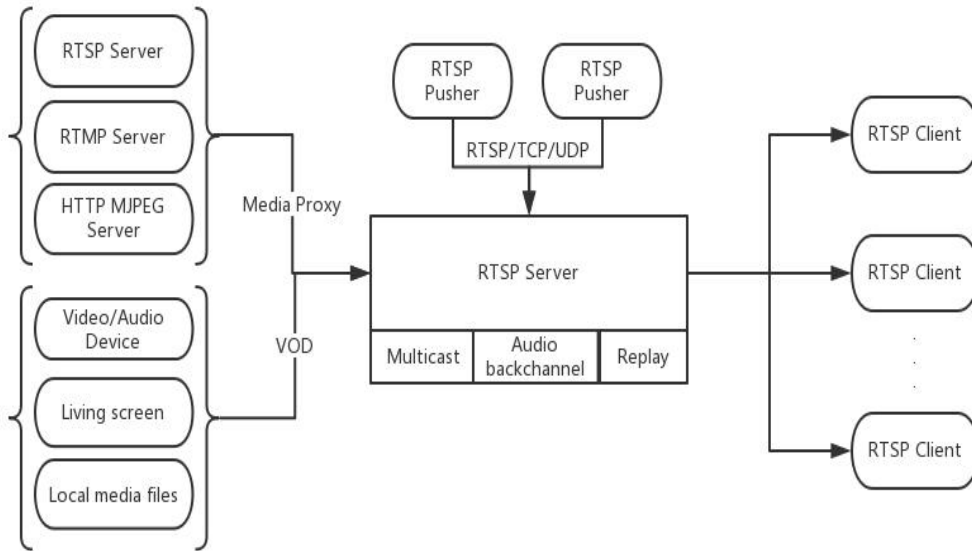 RTSP Server
RTMP Server
HTTP MJPEG
Server
Media Proxy
Video/Audio
Device
Living screen
Local media files
VOD
RTSP
Pusher
RTSP
Pusher
RTSP/TCP/UDP
RTSP Server
Multicast
Audio
backchannel
Replay
RTSP Client
RTSP Client
.
.
.
RTSP Client